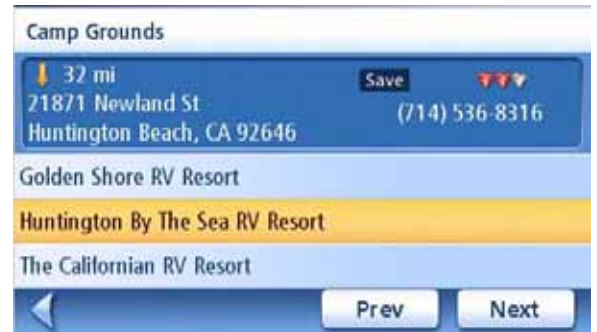 Camp Grounds
32 mi Save
21871 Newland St (714) 536-8316
Huntington Beach, CA 92646
Golden Shore RV Resort
Huntington By The Sea RV Resort
The Californian RV Resort
Prev Next